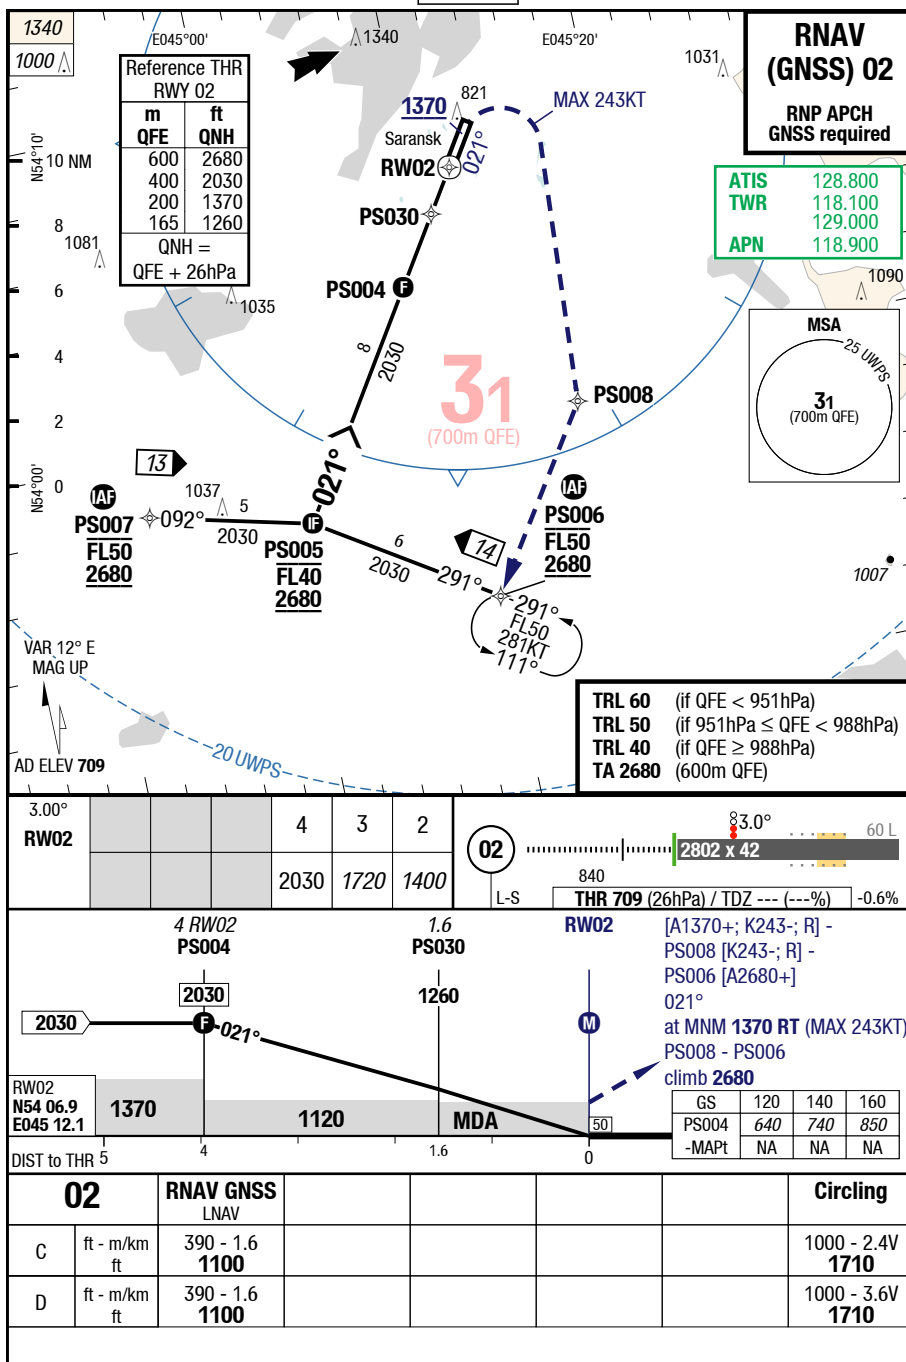 1340
1000
E045°00'
1340
E045°20'
1031
RNAV
(GNSS) 02
RNP APCH
GNSS required
Reference THR
RWY 02
m ft
QFE QNH
600 2680
400 2030
200 1370
165 1260
QNH =
QFE + 26hPa
1370
821
MAX 243KT
Saransk
RW02
021°
N54°10'
10 NM
ATIS 128.800
TWR 118.100
129.000
APN 118.900
PS030
8
1081
PS004
F
6
1035
1090
4
8
2030
31
(700m QFE)
MSA
25 UWPS
31
(700m QFE)
PS008
2
13
021°
N54°00'
0
IAF
PS007
FL50
2680
092°
1037
5
2030
IF
PS005
FL40
2680
6
2030
291°
14
IAF
PS006
FL50
2680
1007
291°
FL50
281KT
111°
VAR 12° E
MAG UP
AD ELEV 709
20 UWPS
TRL 60 (if QFE < 951hPa)
TRL 50 (if 951hPa ≤ QFE < 988hPa)
TRL 40 (if QFE ≥ 988hPa)
TA 2680 (600m QFE)
3.00°
RW02
4 3 2
2030 1720 1400
02
L-S
840
3.0°
60 L
2802 x 42
THR 709 (26hPa) / TDZ --- (---%)
-0.6%
4 RW02
PS004
1.6
PS030
RW02
2030
1260
2030
F
021°
M
[A1370+; K243-; R] -
PS008 [K243-; R] -
PS006 [A2680+]
021°
at MNM 1370 RT (MAX 243KT)
PS008 - PS006
climb 2680
RW02
N54 06.9
E045 12.1
1370
1120
MDA
50
DIST to THR 5 4 1.6 0
GS 120 140 160
PS004 640 740 850
-MAPt NA NA NA
02
RNAV GNSS
LNAV
Circling
C
ft - m/km
ft
390 - 1.6
1100
1000 - 2.4V
1710
D
ft - m/km
ft
390 - 1.6
1100
1000 - 3.6V
1710